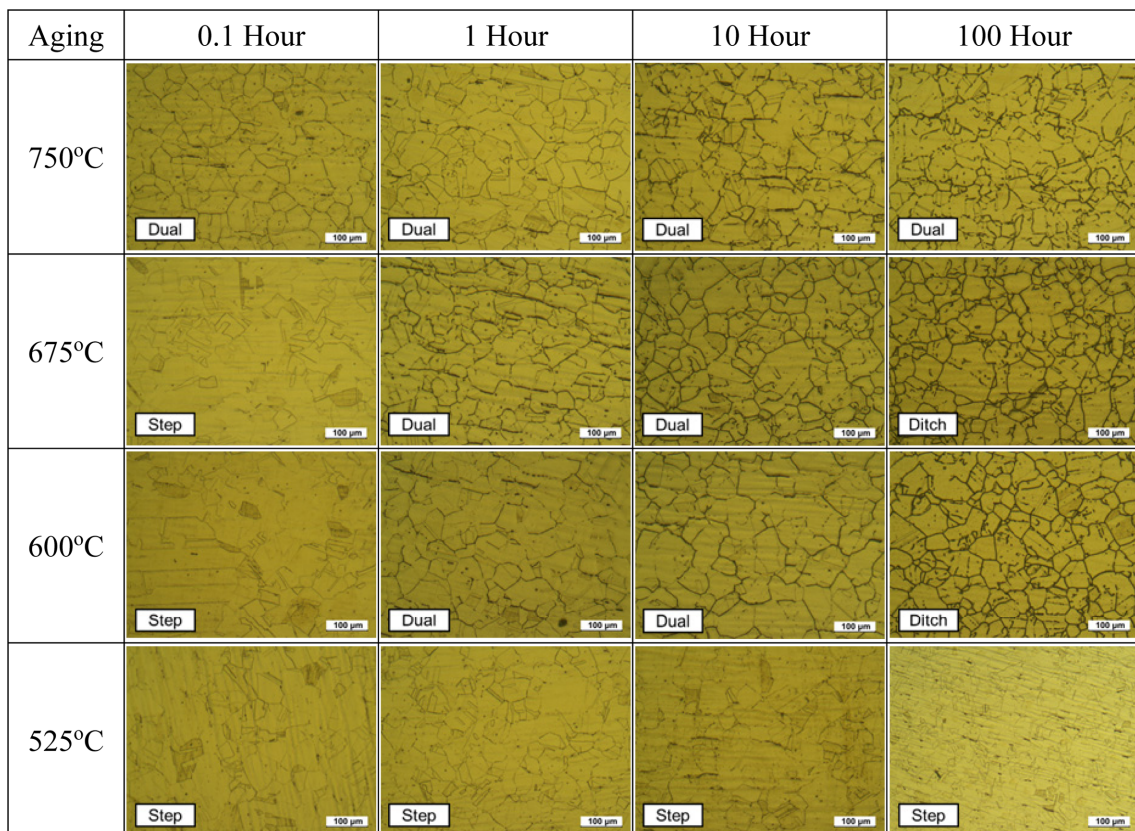 Aging 0.1 Hour 1 Hour 10 Hour 100 Hour
750ºC
Dual 100 µm Dual 100 µm Dual 100 µm Dual 100 µm
675ºC
Step 100 µm Dual 100 µm Dual 100 µm Ditch 100 µm
600ºC
Step 100 µm Dual 100 µm Dual 100 µm Ditch 100 µm
525ºC
Step 100 µm Step 100 µm Step 100 µm Step 100 µm